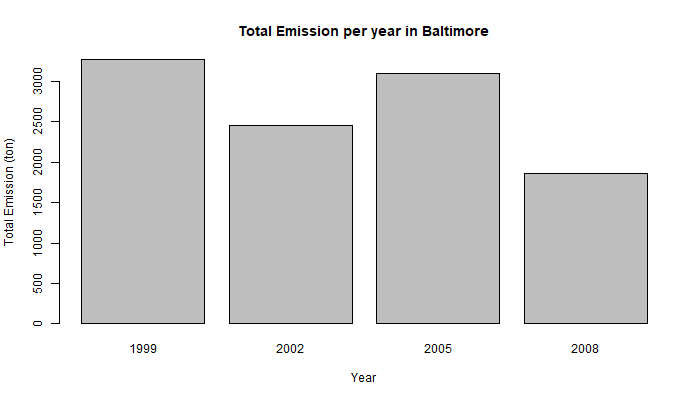 Total Emission per year in Baltimore
Total Emission (ton)
3000
2500
2000
1500
1000
500
0
1999 2002 2005 2008
Year